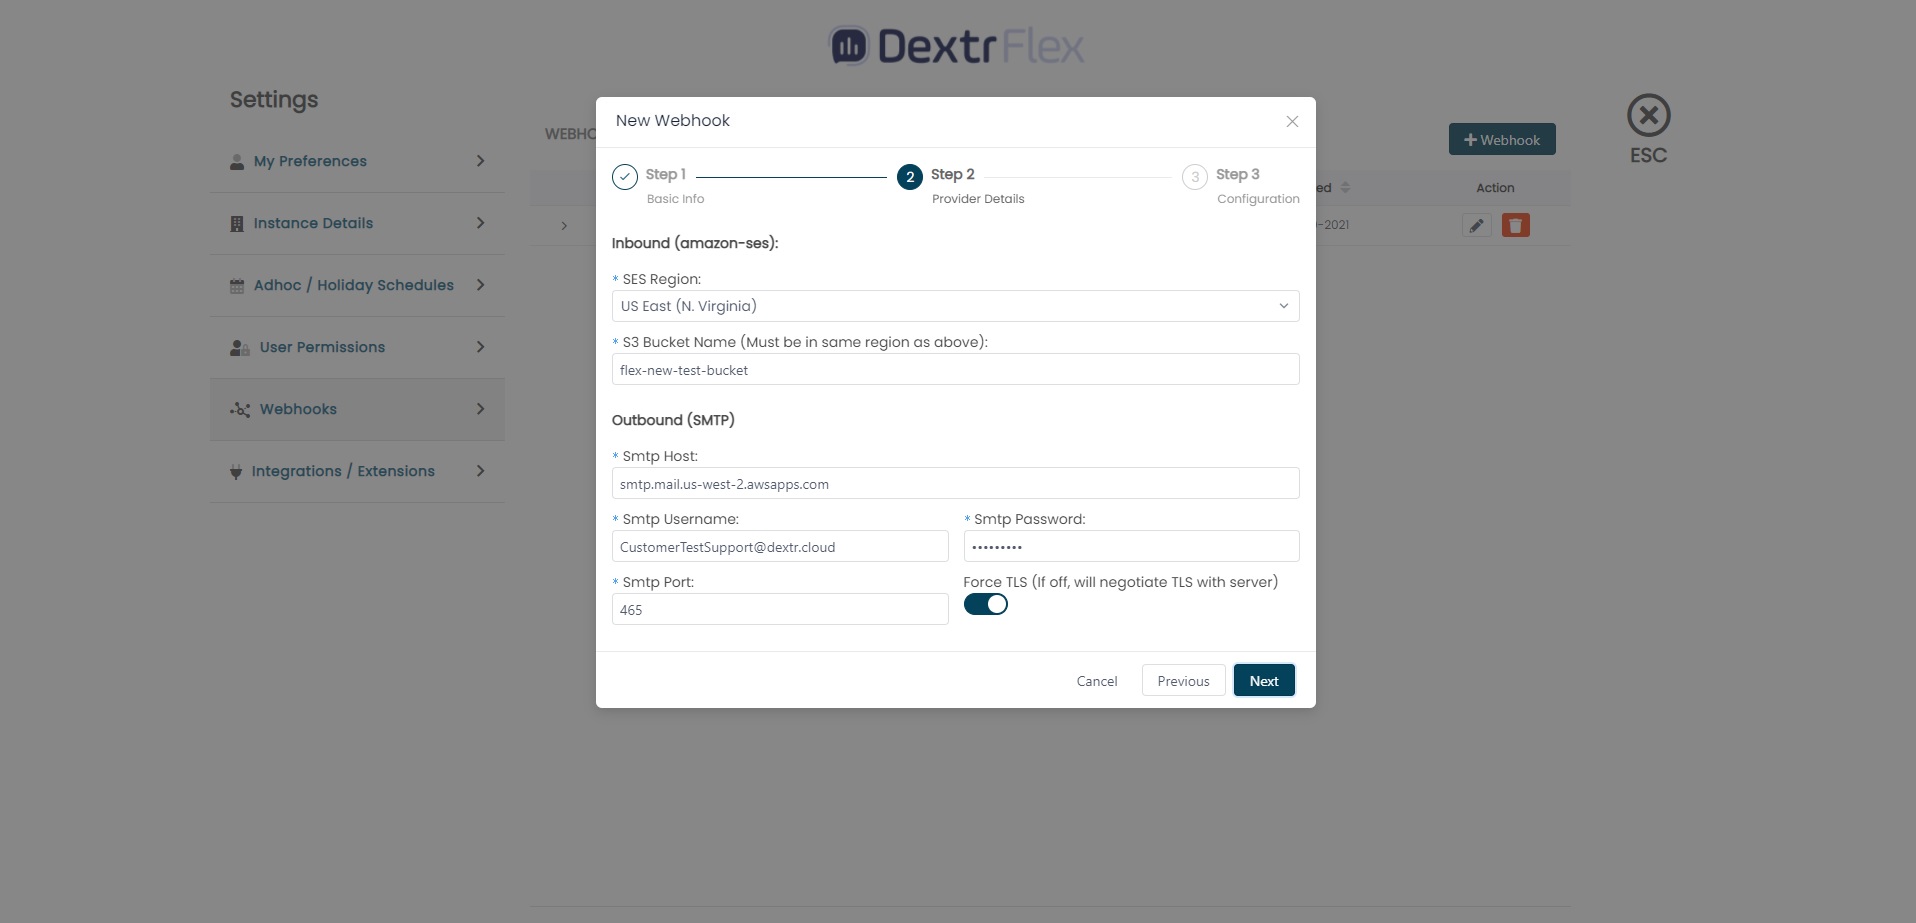 DextrFlex
Settings
My Preferences
Instance Details
Adhoc / Holiday Schedules
User Permissions
Webhooks
Integrations / Extensions
WEBHO
+ Webhook
ESC
ed
Action
-2021
New Webhook
Step 1
Basic Info
2
Step 2
Provider Details
3
Step 3
Configuration
Inbound (amazon-ses):
* SES Region:
US East (N. Virginia)
* S3 Bucket Name (Must be in same region as above):
flex-new-test-bucket
Outbound (SMTP)
* Smtp Host:
smtp.mail.us-west-2.awsapps.com
* Smtp Username:
CustomerTestSupport@dextr.cloud
* Smtp Password:
•••••••••
* Smtp Port:
465
Force TLS (If off, will negotiate TLS with server)
Cancel
Previous
Next